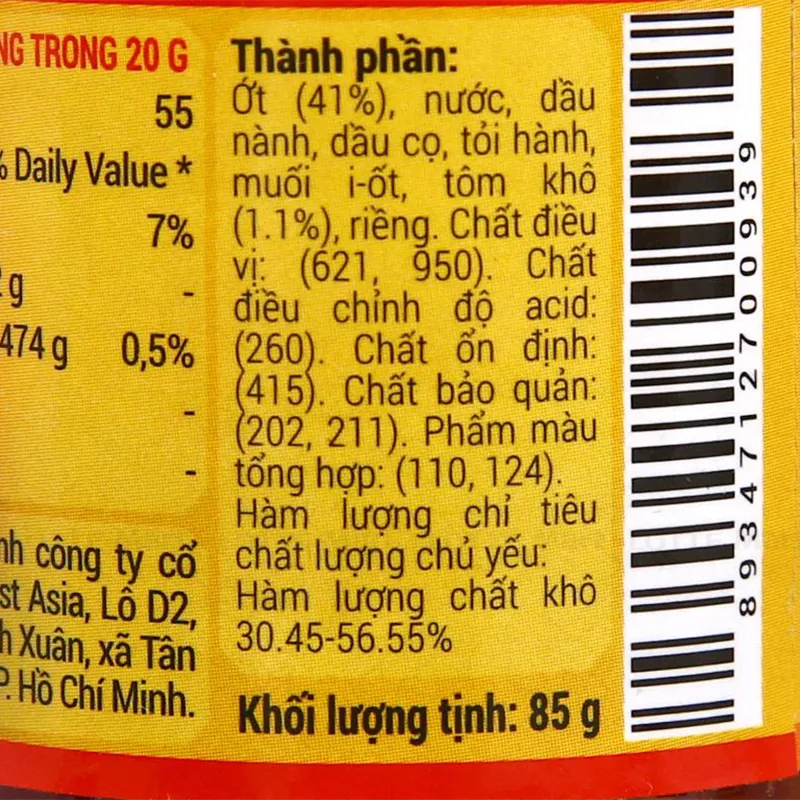 NG TRONG 20 G
55
% Daily Value *
7%
g -
474 g 0,5%
-
-
công ty cổ
Asia, Lô D2,
Xuân, xã Tân
P. Hồ Chí Minh.
Thành phần:
Ớt (41%), nước, dầu
nành, dầu cọ, tỏi hành,
muối i-ốt, tôm khô
(1.1%), riềng. Chất điều
vị: (621, 950). Chất
điều chỉnh độ acid:
(260). Chất ổn định:
(415). Chất bảo quản:
(202, 211). Phẩm màu
tổng hợp: (110, 124).
Hàm lượng chỉ tiêu
chất lượng chủ yếu:
Hàm lượng chất khô
30.45-56.55%
Khối lượng tịnh: 85 g
8934712700939